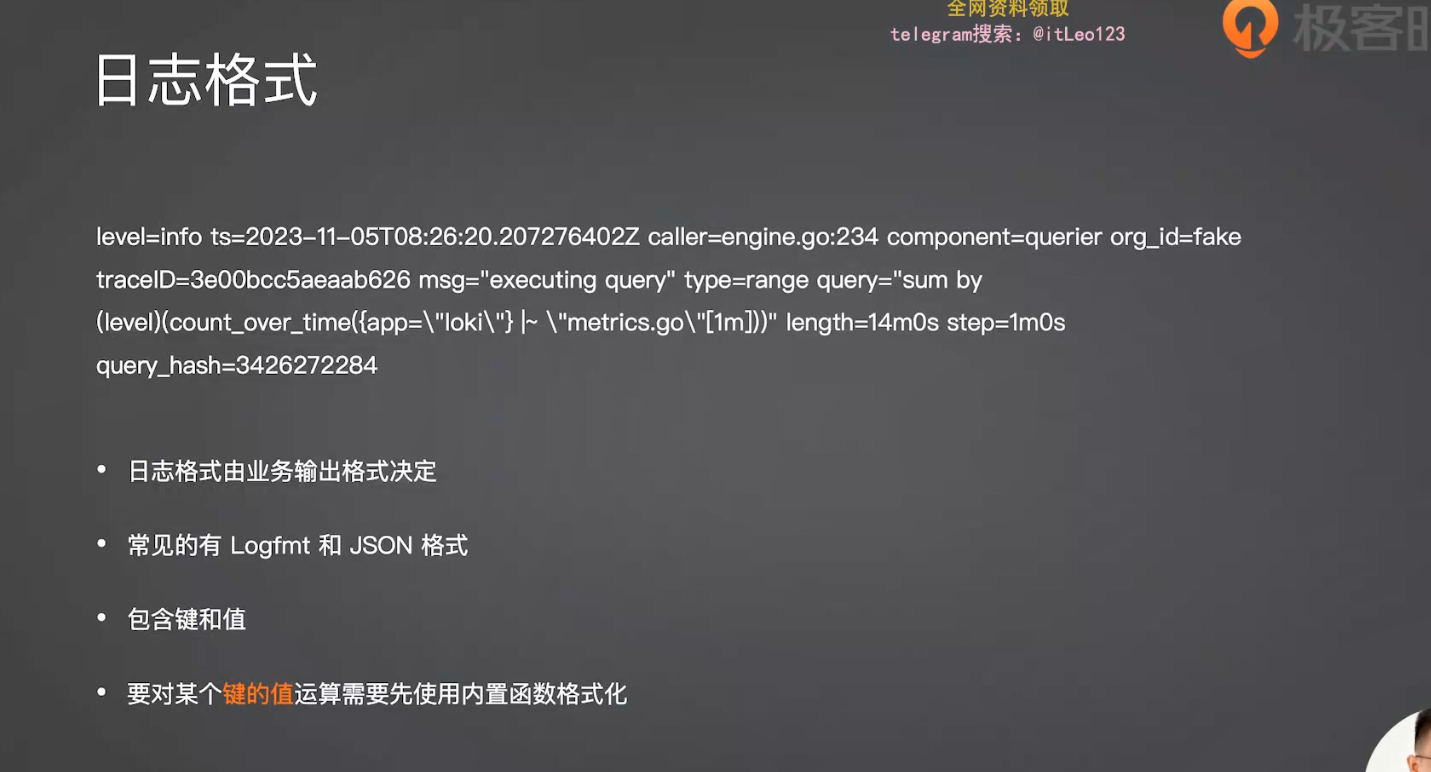 全网资料领取
telegram搜索：@itLeo123
极客
日志格式
level=info ts=2023-11-05T08:26:20.207276402Z caller=engine.go:234 component=querier org_id=fake
traceID=3e00bcc5aeaab626 msg="executing query" type=range query="sum by
(level)(count_over_time({app=\"loki\"} |~ \"metrics.go\"[1m]))" length=14m0s step=1m0s
query_hash=3426272284
• 日志格式由业务输出格式决定
• 常见的有 Logfmt 和 JSON 格式
• 包含键和值
• 要对某个键的值运算需要先使用内置函数格式化